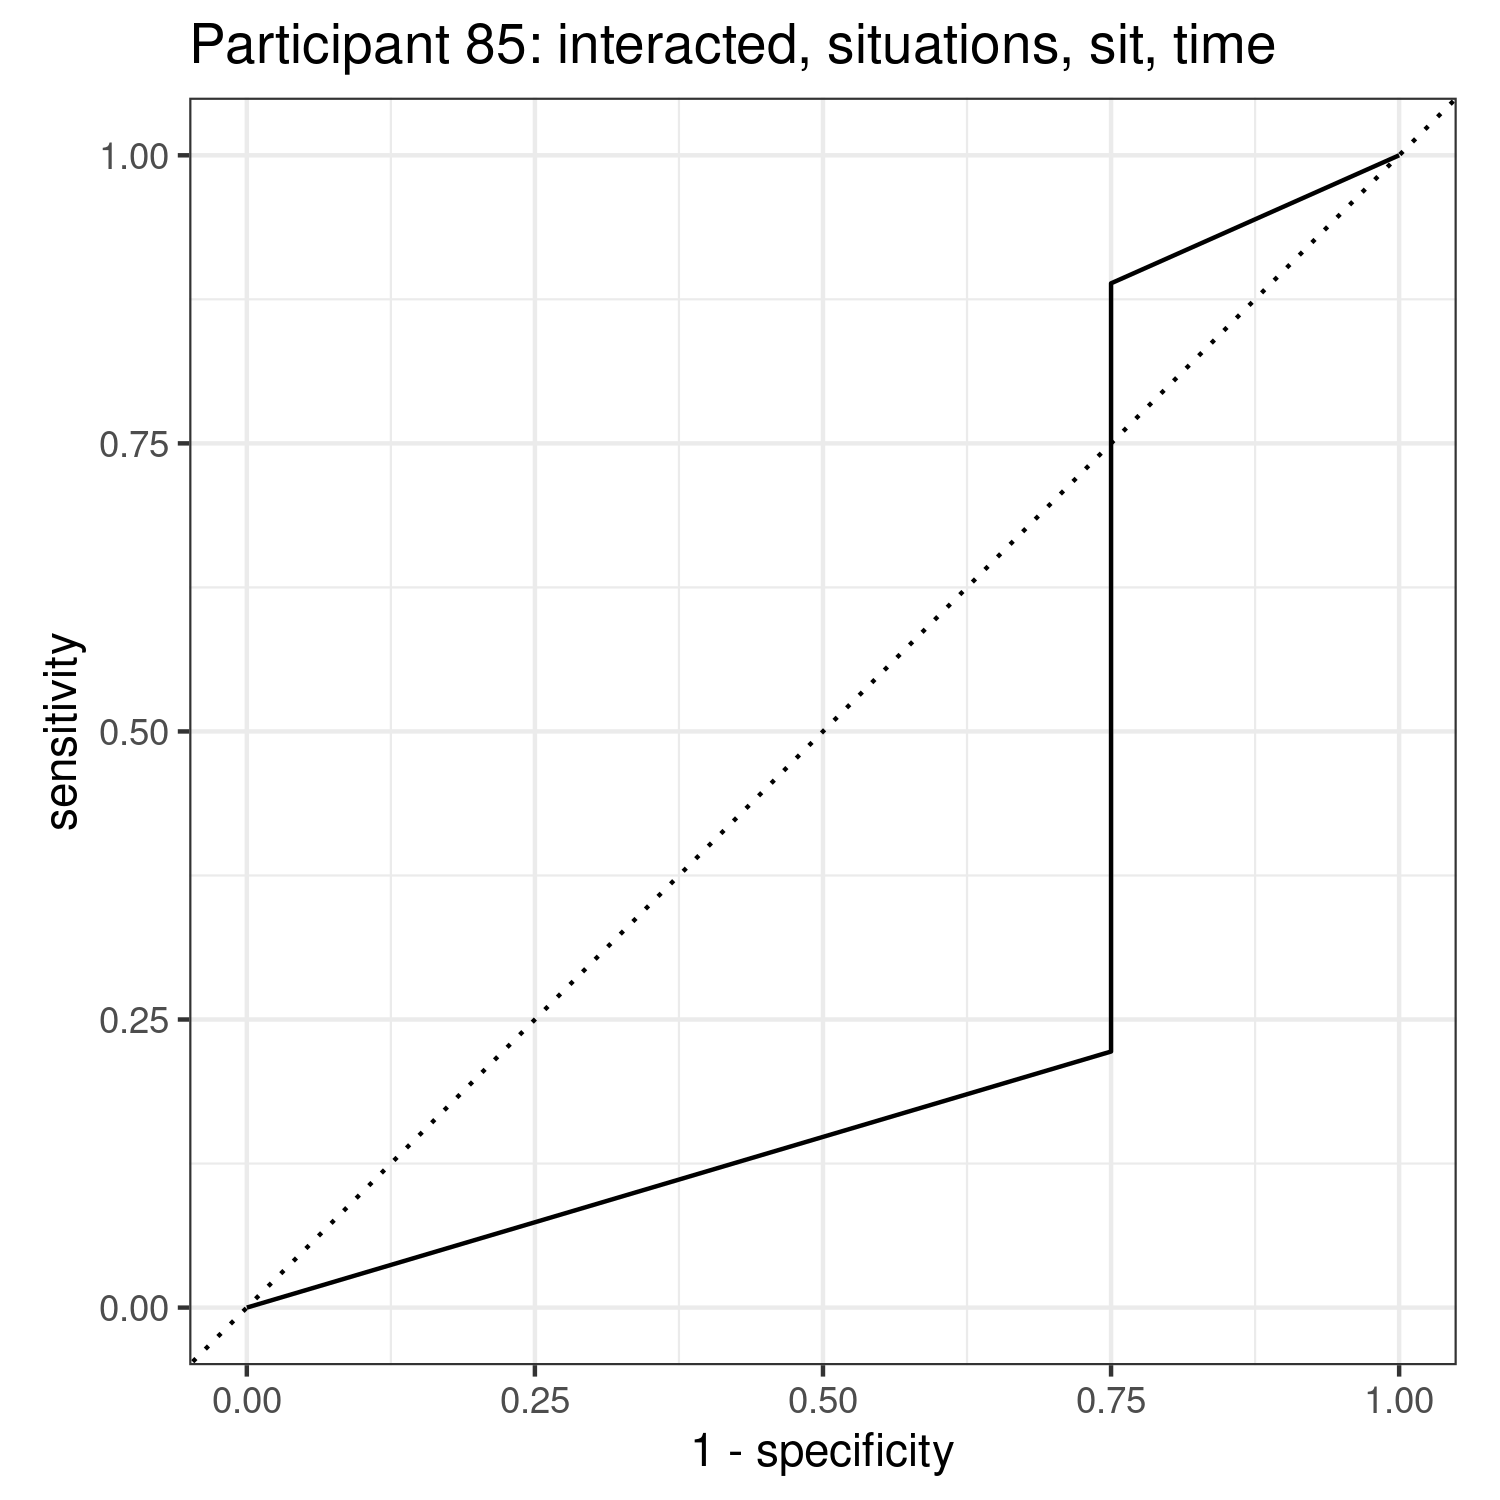 Participant 85: interacted, situations, sit, time
1.00
0.75
0.50
0.25
0.00
sensitivity
0.00 0.25 0.50 0.75 1.00
1 - specificity